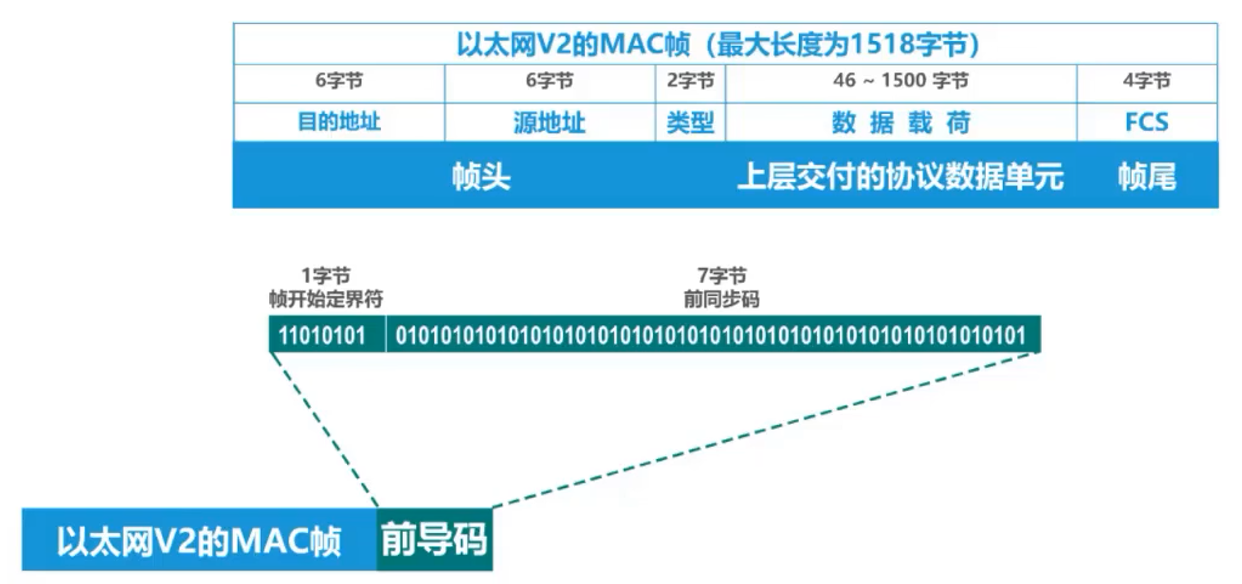 以太网V2的MAC帧（最大长度为1518字节）
6字节 6字节 2字节 46 ~ 1500 字节 4字节
目的地址 源地址 类型 数 据 载 荷 FCS
帧头 上层交付的协议数据单元 帧尾
1字节 7字节
帧开始定界符 前同步码
11010101 01010101010101010101010101010101010101010101010101010101
以太网V2的MAC帧 前导码